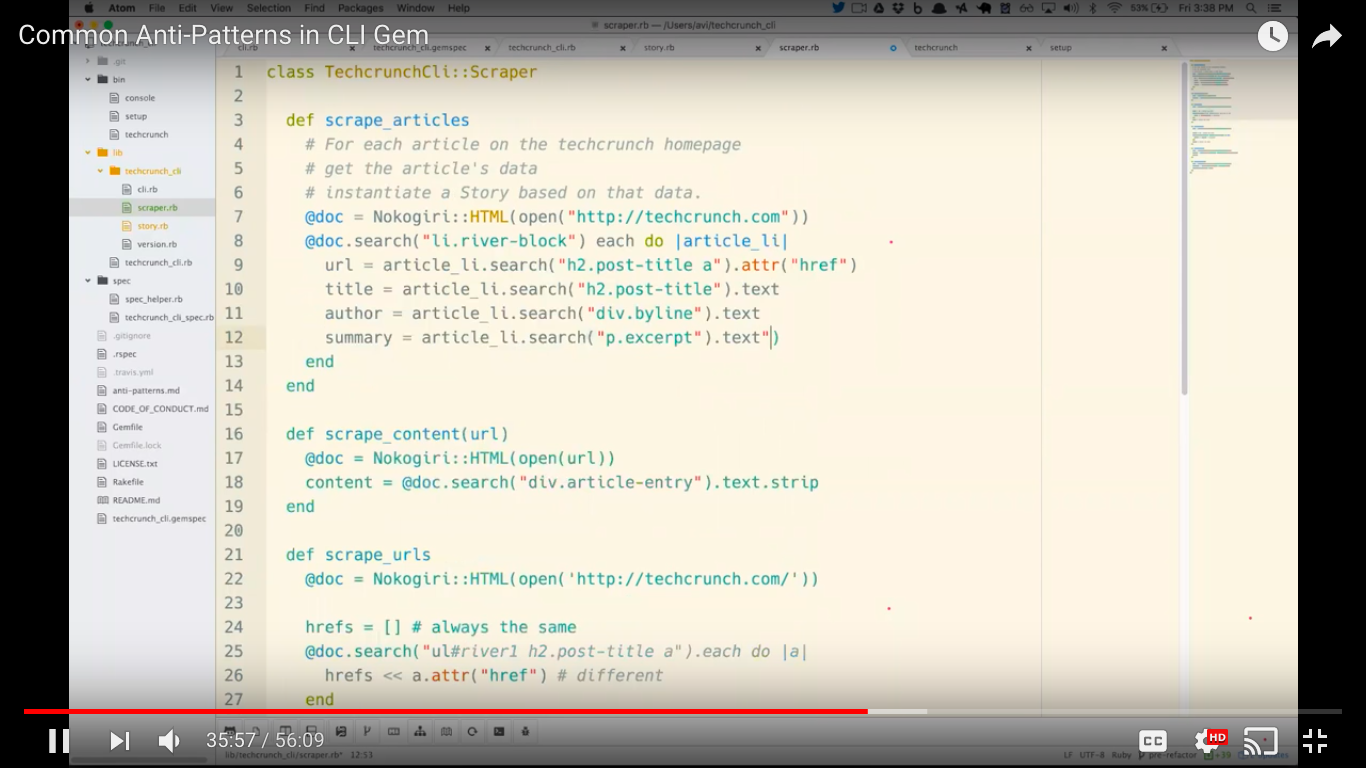 Atom File Edit View Selection Find Packages Window Help
53% Fri 3:38 PM
scraper.rb — /Users/avi/techcrunch_cli
Common Anti-Patterns in CLI Gem
cli.rb techcrunch_cli.gemspec techcrunch_cli.rb story.rb scraper.rb techcrunch setup
.git
bin
console
setup
techcrunch
lib
techcrunch_cli
cli.rb
scraper.rb
story.rb
version.rb
techcrunch_cli.rb
spec
spec_helper.rb
techcrunch_cli_spec.rb
.gitignore
.rspec
.travis.yml
anti-patterns.md
CODE_OF_CONDUCT.md
Gemfile
Gemfile.lock
LICENSE.txt
Rakefile
README.md
techcrunch_cli.gemspec
1 class TechcrunchCli::Scraper
2
3 def scrape_articles
4 # For each article on the techcrunch homepage
5 # get the article's data
6 # instantiate a Story based on that data.
7 @doc = Nokogiri::HTML(open("http://techcrunch.com"))
8 @doc.search("li.river-block") each do |article_li|
9 url = article_li.search("h2.post-title a").attr("href")
10 title = article_li.search("h2.post-title").text
11 author = article_li.search("div.byline").text
12 summary = article_li.search("p.excerpt").text")
13 end
14 end
15
16 def scrape_content(url)
17 @doc = Nokogiri::HTML(open(url))
18 content = @doc.search("div.article-entry").text.strip
19 end
20
21 def scrape_urls
22 @doc = Nokogiri::HTML(open('http://techcrunch.com/'))
23
24 hrefs = [] # always the same
25 @doc.search("ul#river1 h2.post-title a").each do |a|
26 hrefs << a.attr("href") # different
27 end
35:57 / 56:09
CC HD
lib/techcrunch_cli/scraper.rb* 12:53
LF UTF-8 Ruby pre-refactor +39